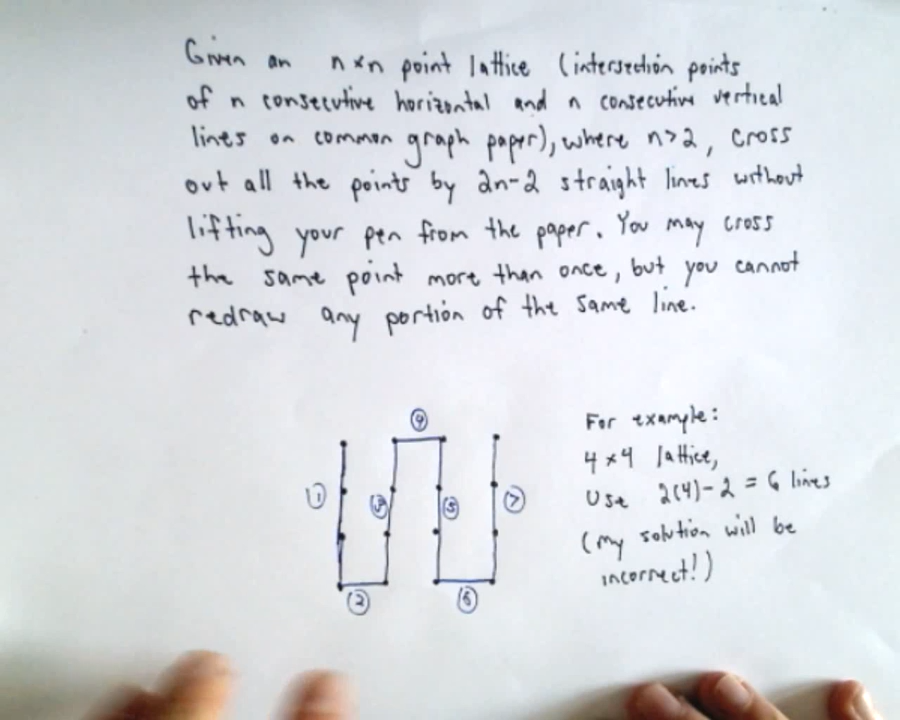 Given an n×n point lattice (intersection points
of n consecutive horizontal and n consecutive vertical
lines on common graph paper), where n>2, cross
out all the points by 2n-2 straight lines without
lifting your pen from the paper. You may cross
the same point more than once, but you cannot
redraw any portion of the same line.
④
For example:
4×4 lattice,
① ③ ⑤ ⑦
Use 2(4)-2 = 6 lines
(my solution will be
incorrect!)
② ⑥